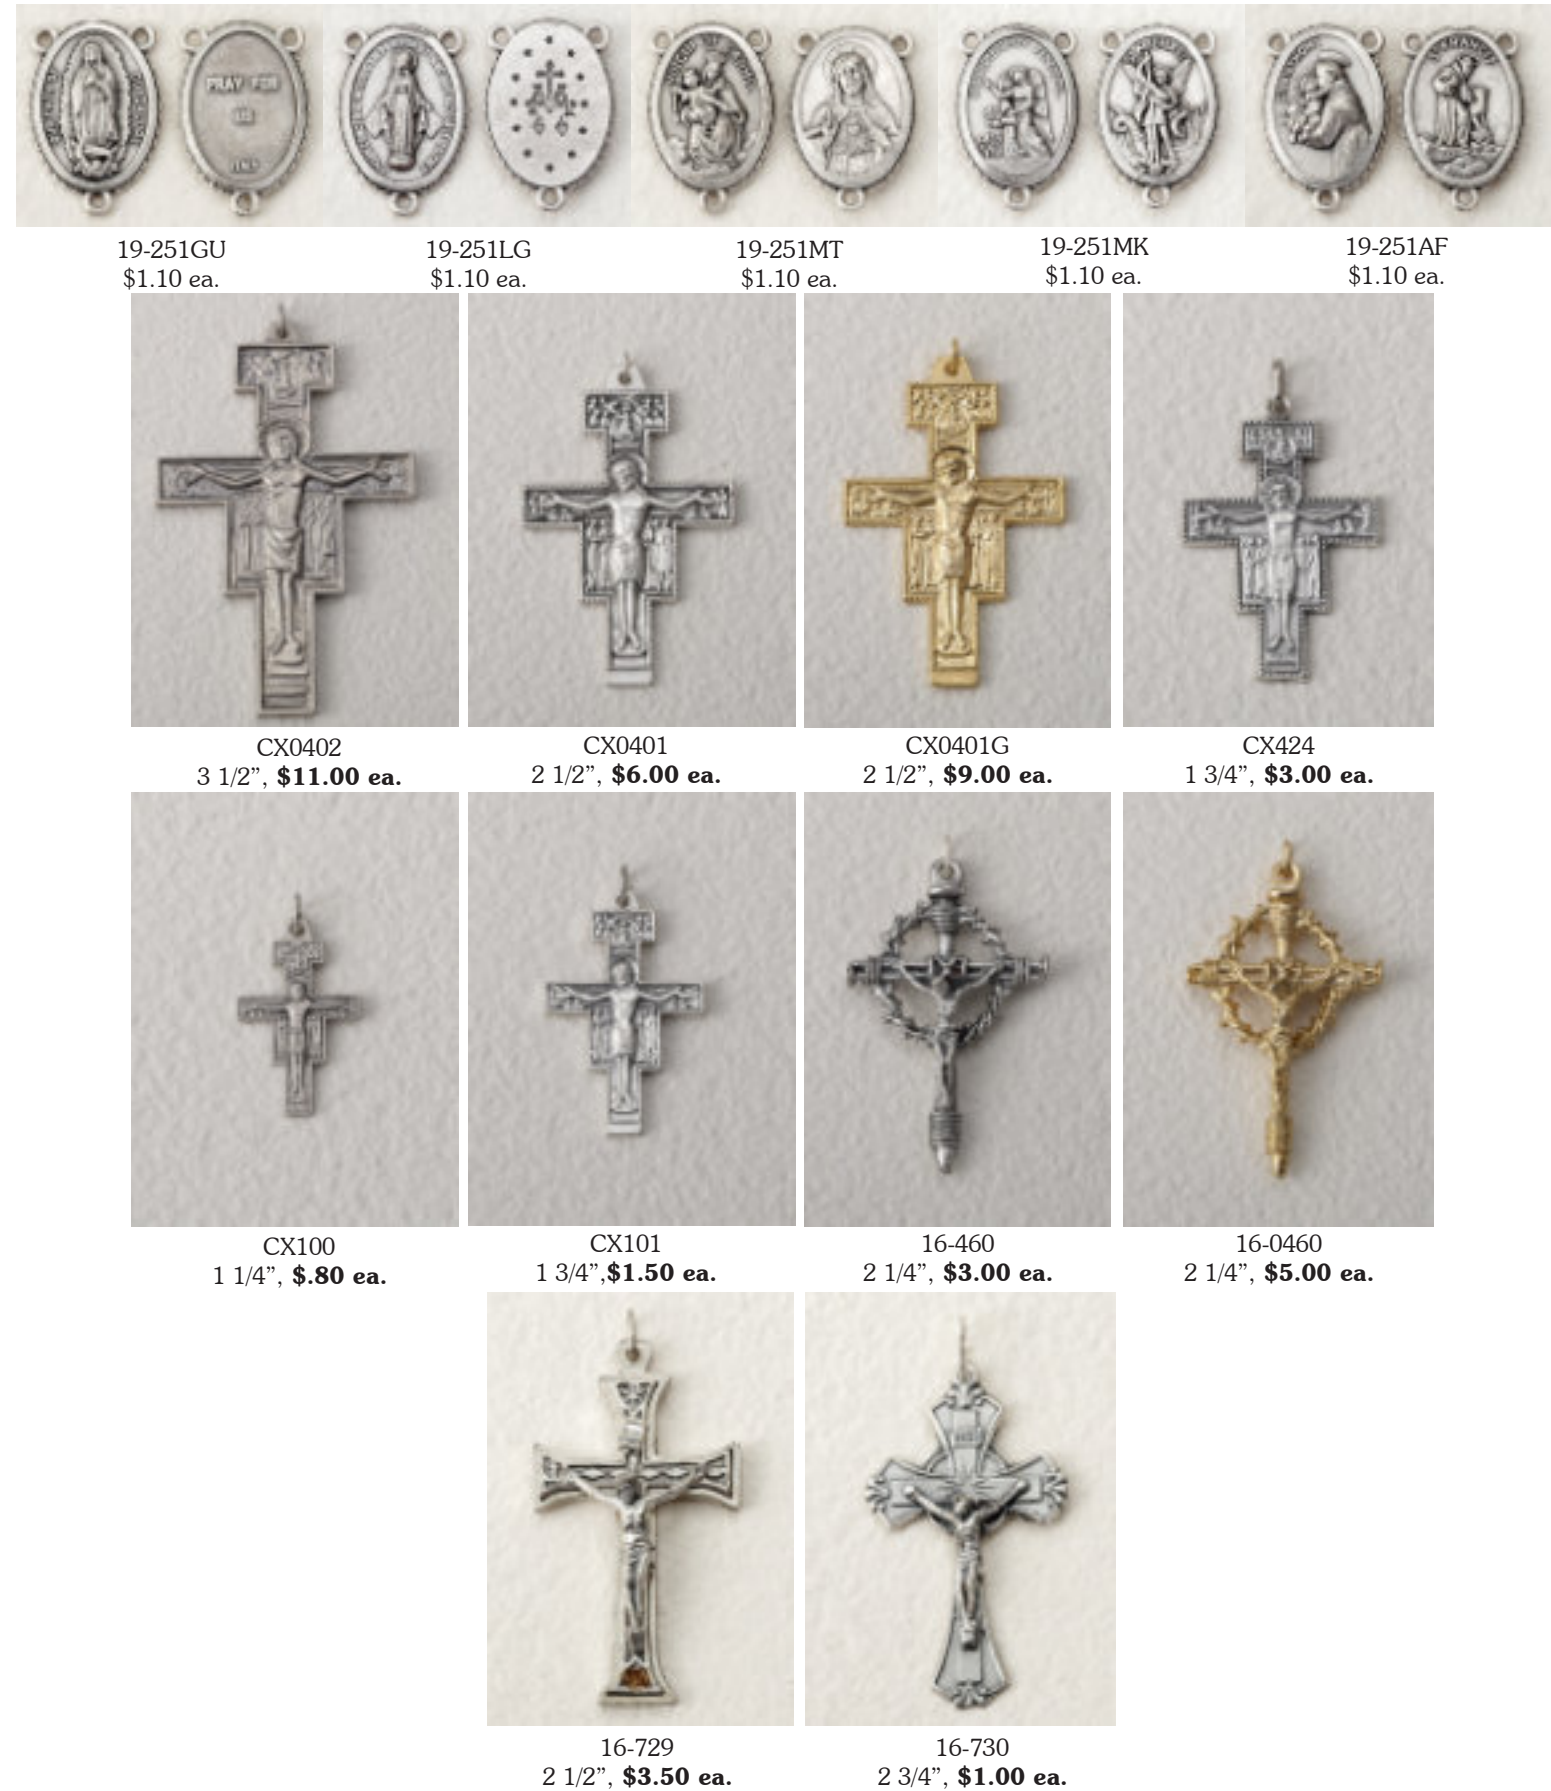 PRAY FOR
US
19-251GU
$1.10 ea.
19-251LG
$1.10 ea.
19-251MT
$1.10 ea.
19-251MK
$1.10 ea.
19-251AF
$1.10 ea.
CX0402
3 1/2”, $11.00 ea.
CX0401
2 1/2”, $6.00 ea.
CX0401G
2 1/2”, $9.00 ea.
CX424
1 3/4”, $3.00 ea.
CX100
1 1/4”, $.80 ea.
CX101
1 3/4”,$1.50 ea.
16-460
2 1/4”, $3.00 ea.
16-0460
2 1/4”, $5.00 ea.
16-729
2 1/2”, $3.50 ea.
16-730
2 3/4”, $1.00 ea.